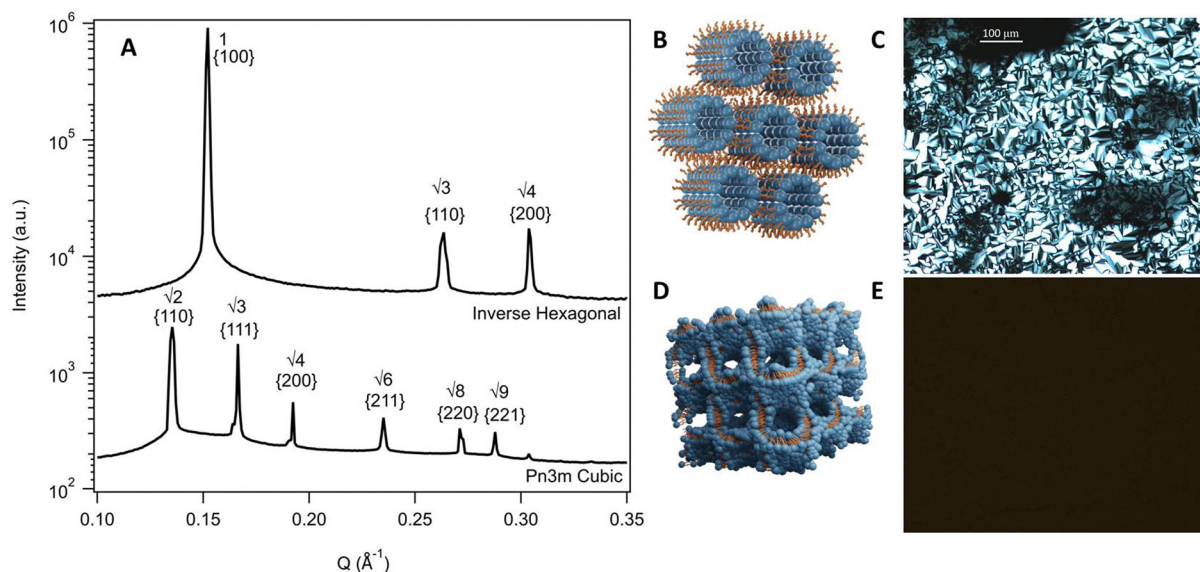 A
B
C
D
E
100 μm
Intensity (a.u.)
10⁶
10⁵
10⁴
10³
10²
1
{100}
√3
{110}
√4
{200}
Inverse Hexagonal
√2
{110}
√3
{111}
√4
{200}
√6
{211}
√8
{220}
√9
{221}
Pn3m Cubic
0.10
0.15
0.20
0.25
0.30
0.35
Q (Å⁻¹)